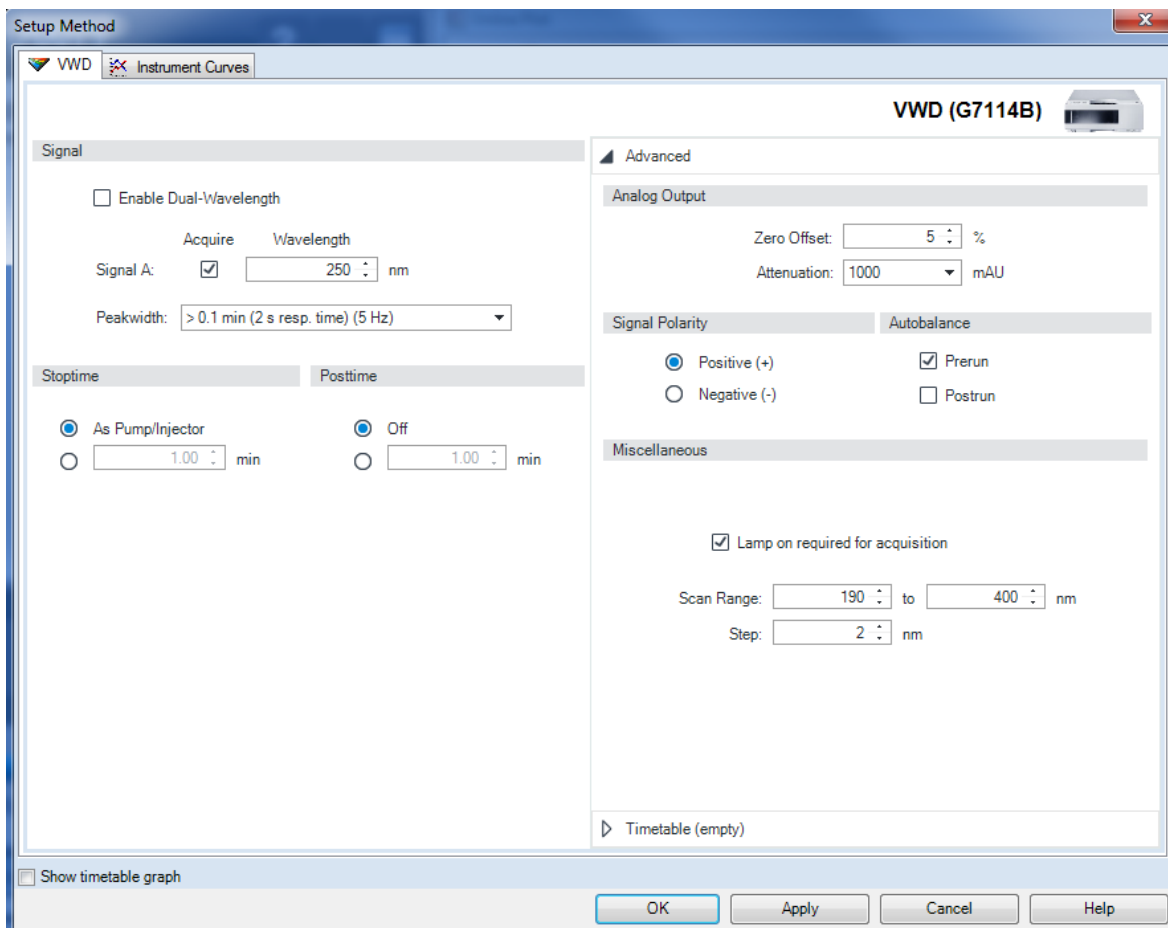 Setup Method
VWD
Instrument Curves
VWD (G7114B)
Signal
Enable Dual-Wavelength
Acquire Wavelength
Signal A: 250 nm
Peakwidth: > 0.1 min (2 s resp. time) (5 Hz)
Stoptime Posttime
As Pump/Injector Off
1.00 min 1.00 min
Advanced
Analog Output
Zero Offset: 5 %
Attenuation: 1000 mAU
Signal Polarity Autobalance
Positive (+) Prerun
Negative (-) Postrun
Miscellaneous
Lamp on required for acquisition
Scan Range: 190 to 400 nm
Step: 2 nm
Timetable (empty)
Show timetable graph
OK Apply Cancel Help